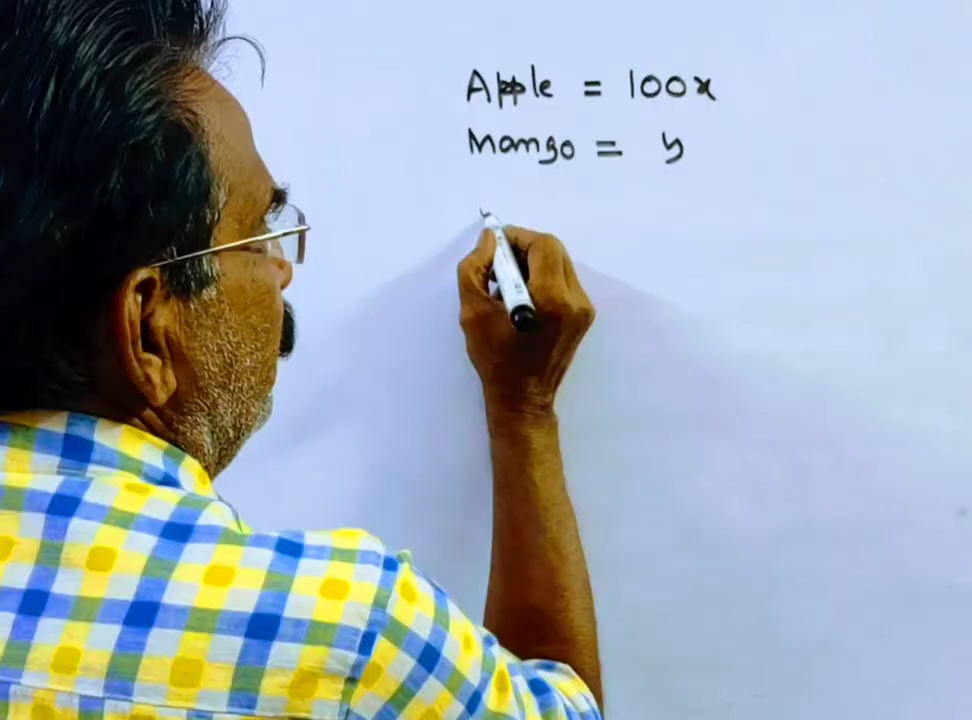 Apple = 100x
Mango = y